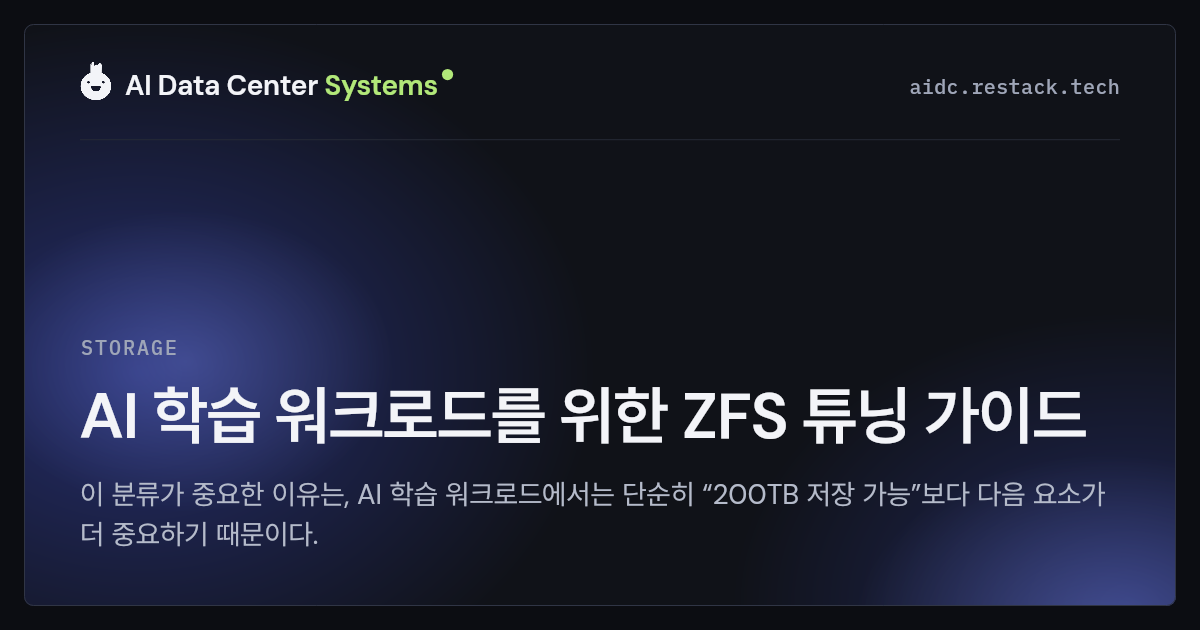 AI Data Center Systems
aidc.restack.tech
STORAGE
AI 학습 워크로드를 위한 ZFS 튜닝 가이드
이 분류가 중요한 이유는, AI 학습 워크로드에서는 단순히 “200TB 저장 가능”보다 다음 요소가
더 중요하기 때문이다.